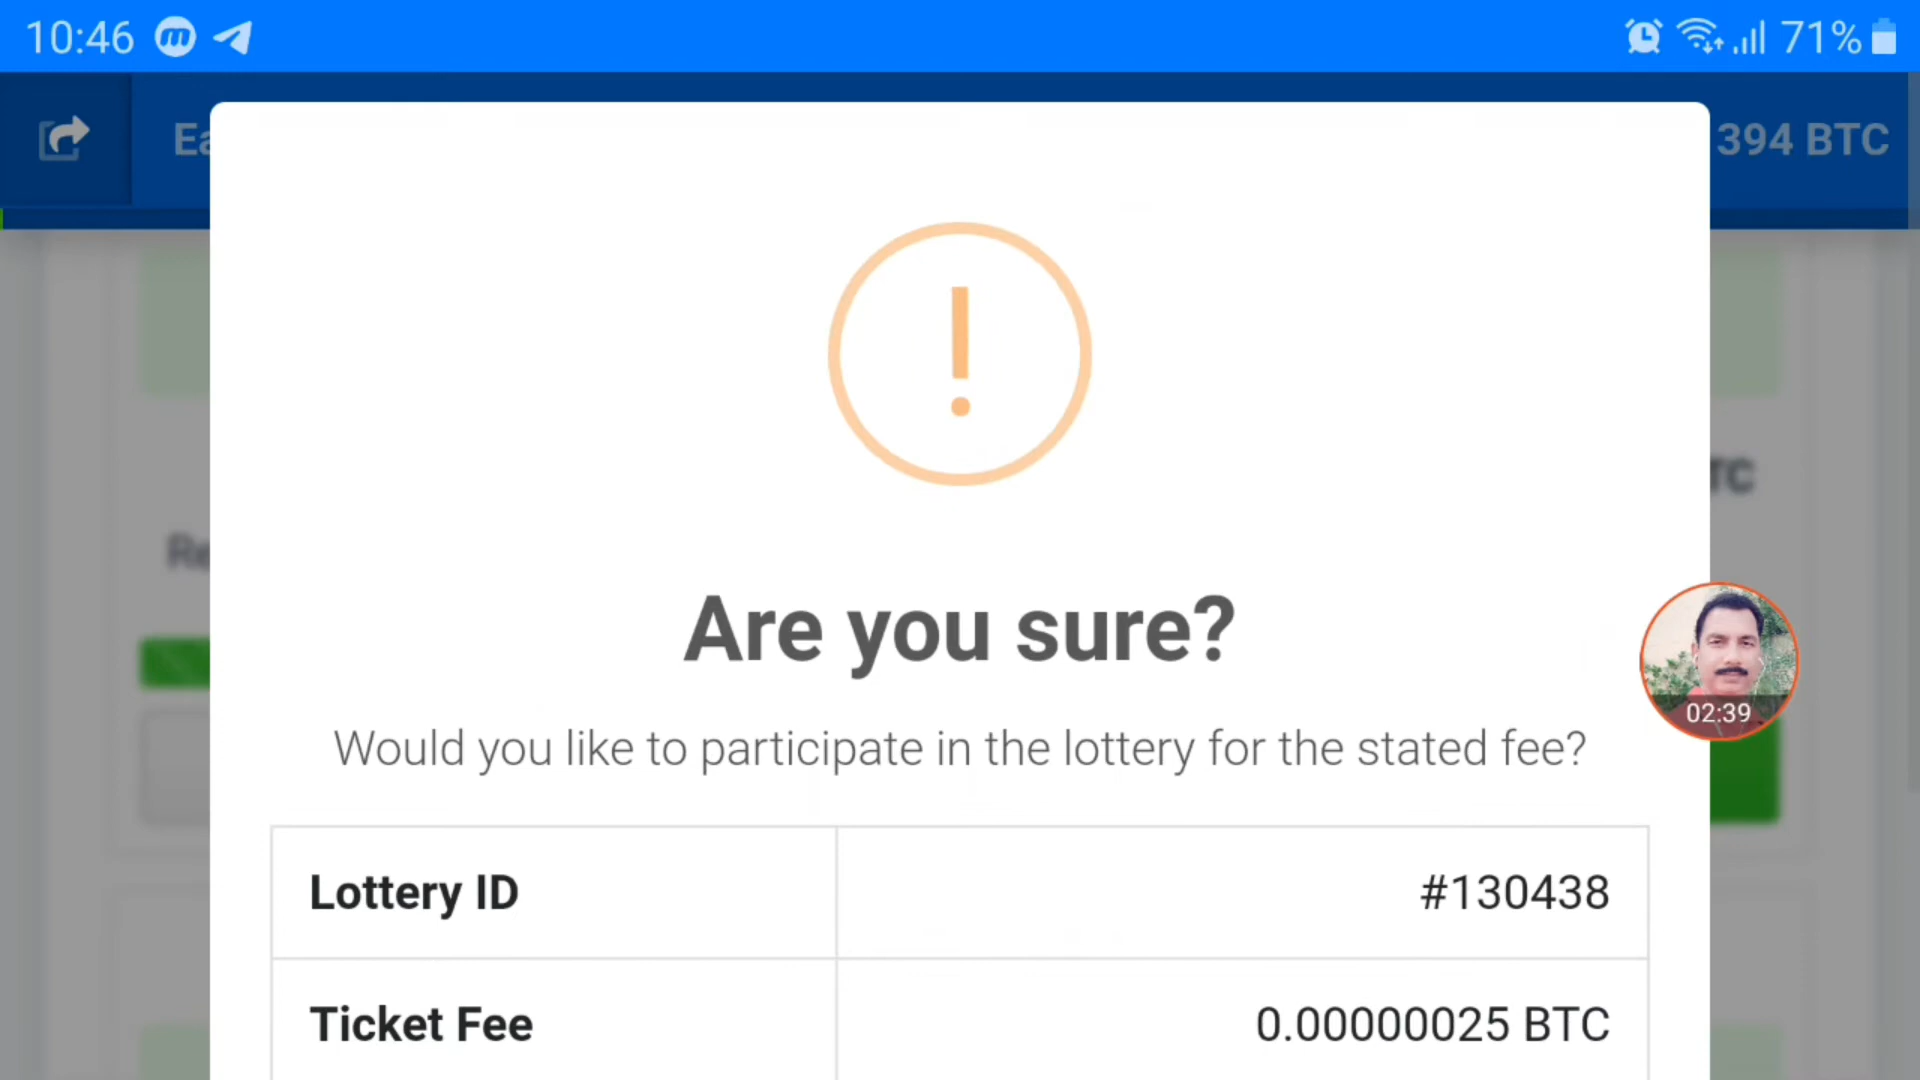 10:46
71%
394 BTC
Are you sure?
02:39
Would you like to participate in the lottery for the stated fee?
Lottery ID
#130438
Ticket Fee
0.00000025 BTC